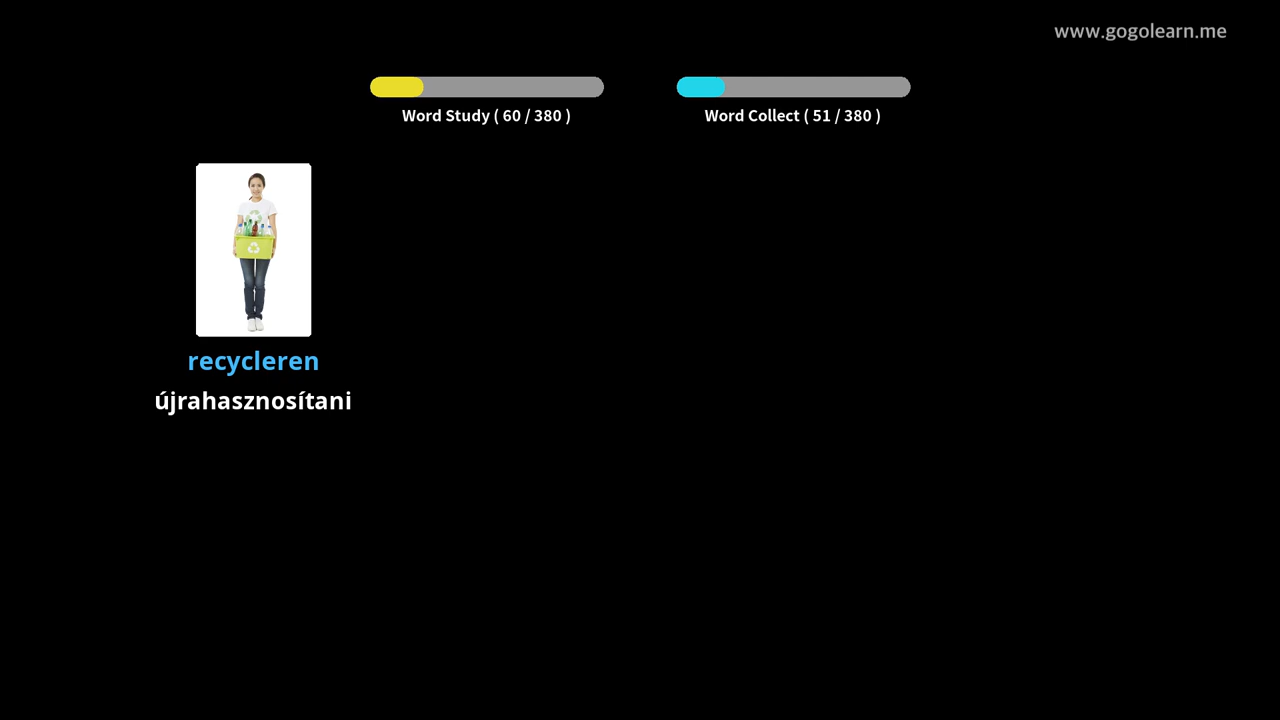 www.gogolearn.me
Word Study ( 60 / 380 )
Word Collect ( 51 / 380 )
recycleren
újrahasznosítani